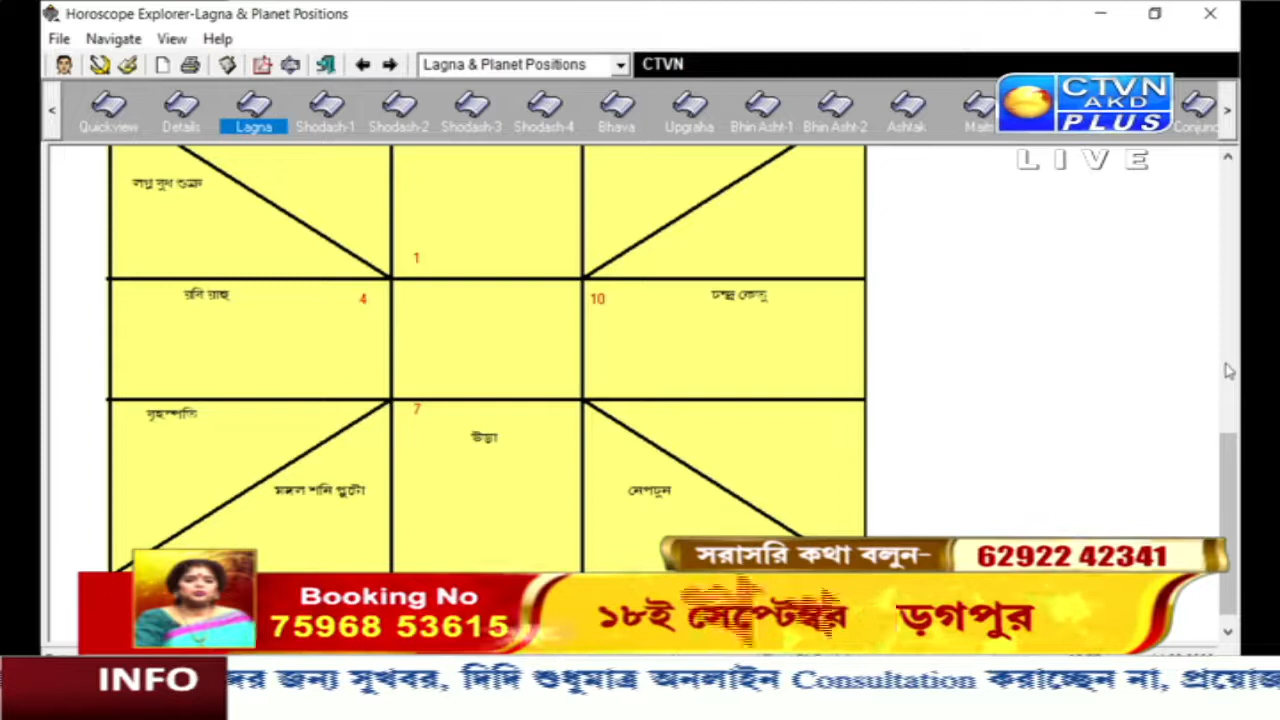 Horoscope Explorer-Lagna & Planet Positions
File Navigate View Help
Lagna & Planet Positions CTVN
< Quickview Details Lagna Shodash-1 Shodash-2 Shodash-3 Shodash-4 Bhava Upgraha Bhin Asht-1 Bhin Asht-2 Ashtak >
CTVN
AKD
PLUS
LIVE
লগ্ন বুধ শুক্র
1
রবি রাহু 4 10 চন্দ্র কেতু
বৃহস্পতি 7
মঙ্গল শনি প্লুটো নেপচুন
সরাসরি কথা বলুন- 62922 42341
Booking No
75968 53615
১৮ই সেপ্টেম্বর
INFO জন্য সুখবর, দিদি শুধুমাত্র অনলাইন Consultation করাচ্ছেন না,